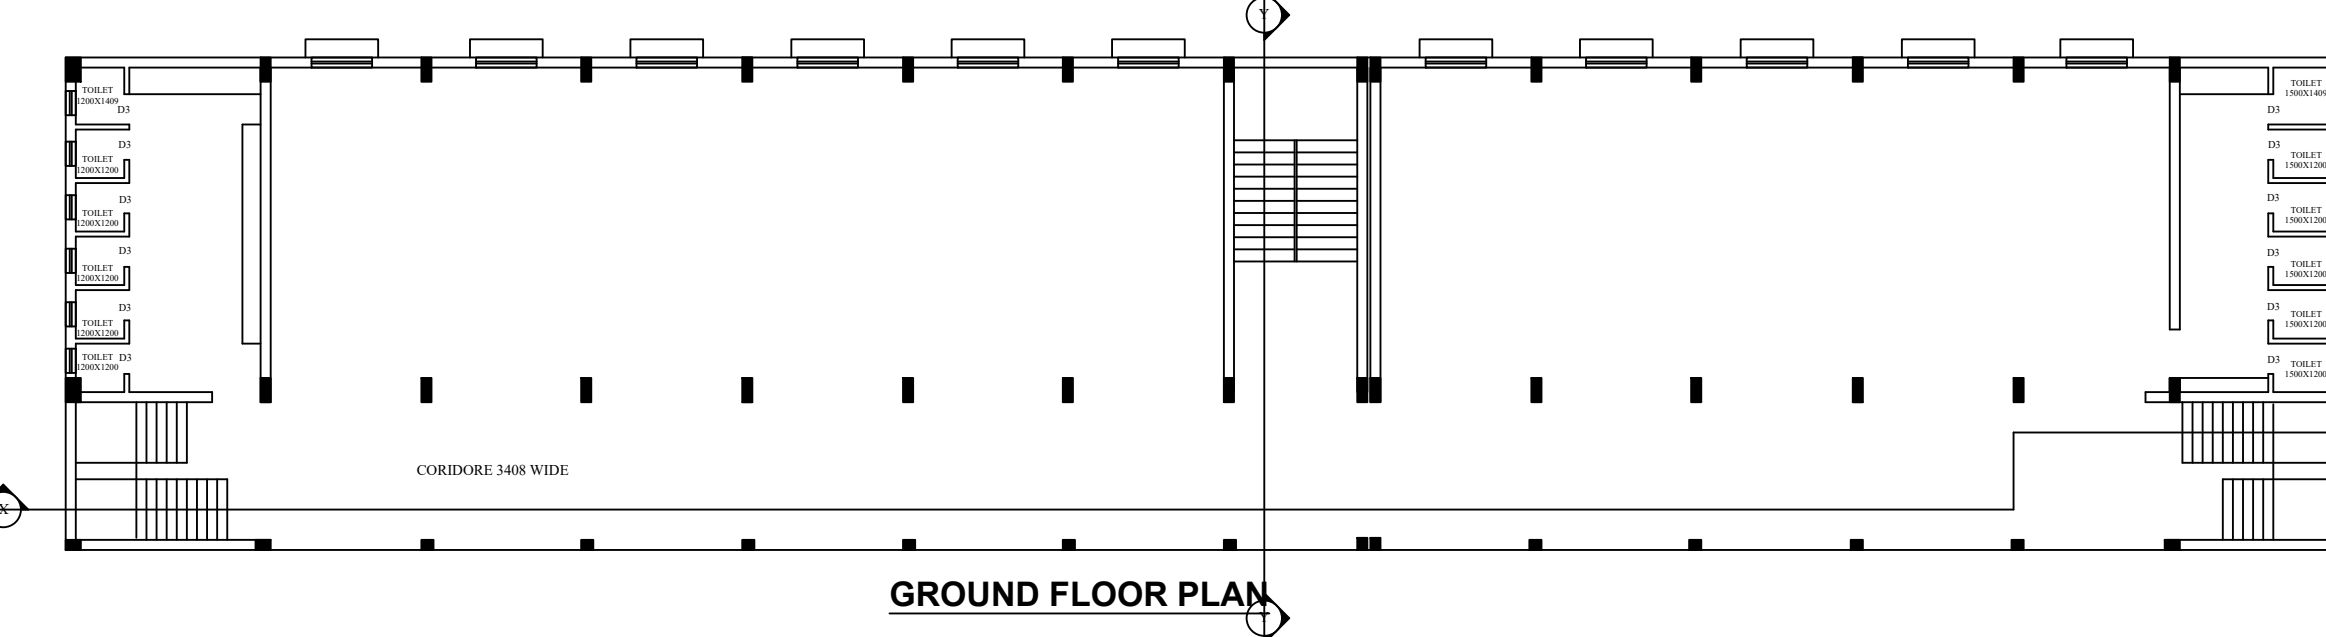 Y
TOILET
1200X1409
D3
D3
TOILET
1200X1200
D3
TOILET
1200X1200
D3
TOILET
1200X1200
D3
TOILET
1200X1200
TOILET D3
1200X1200
TOILET
1500X1409
D3
D3
TOILET
1500X1200
D3
TOILET
1500X1200
D3
TOILET
1500X1200
D3
TOILET
1500X1200
D3
TOILET
1500X1200
CORIDORE 3408 WIDE
X
GROUND FLOOR PLAN
Y